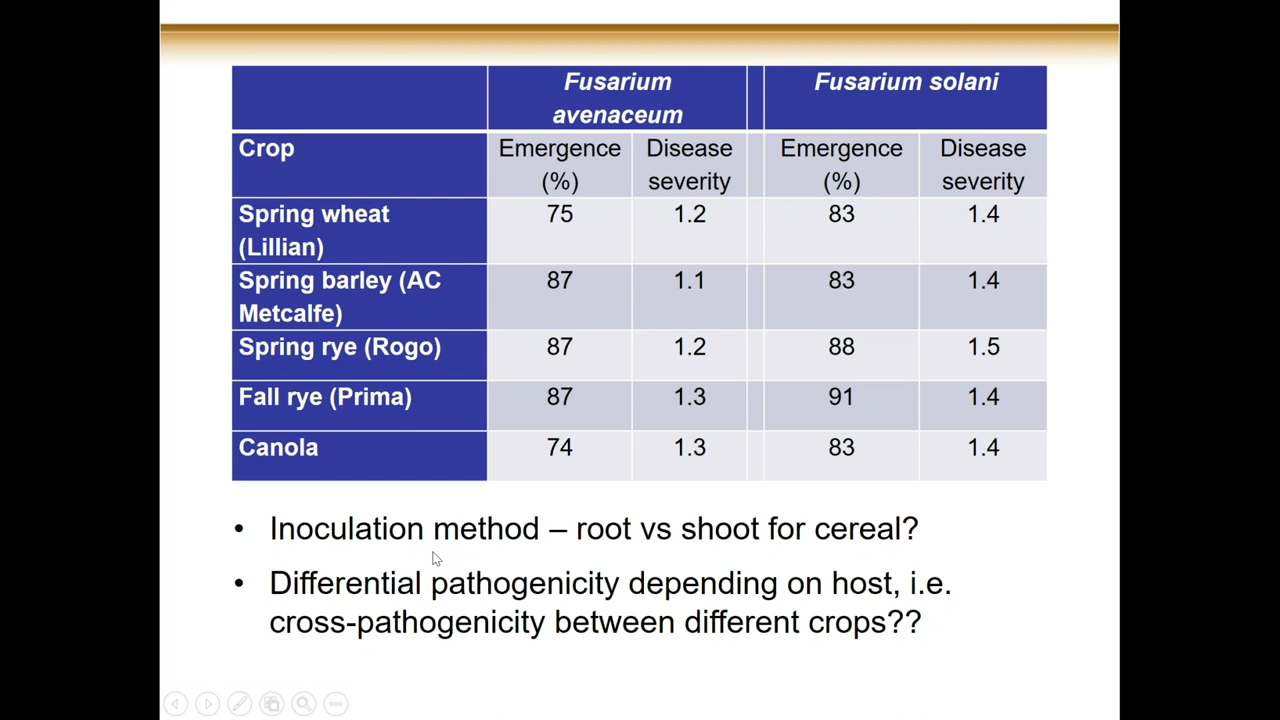 Fusarium
avenaceum
Fusarium solani
Crop
Emergence
(%)
Disease
severity
Emergence
(%)
Disease
severity
Spring wheat
(Lillian)
75
1.2
83
1.4
Spring barley (AC
Metcalfe)
87
1.1
83
1.4
Spring rye (Rogo)
87
1.2
88
1.5
Fall rye (Prima)
87
1.3
91
1.4
Canola
74
1.3
83
1.4
• Inoculation method – root vs shoot for cereal?
• Differential pathogenicity depending on host, i.e.
cross-pathogenicity between different crops??